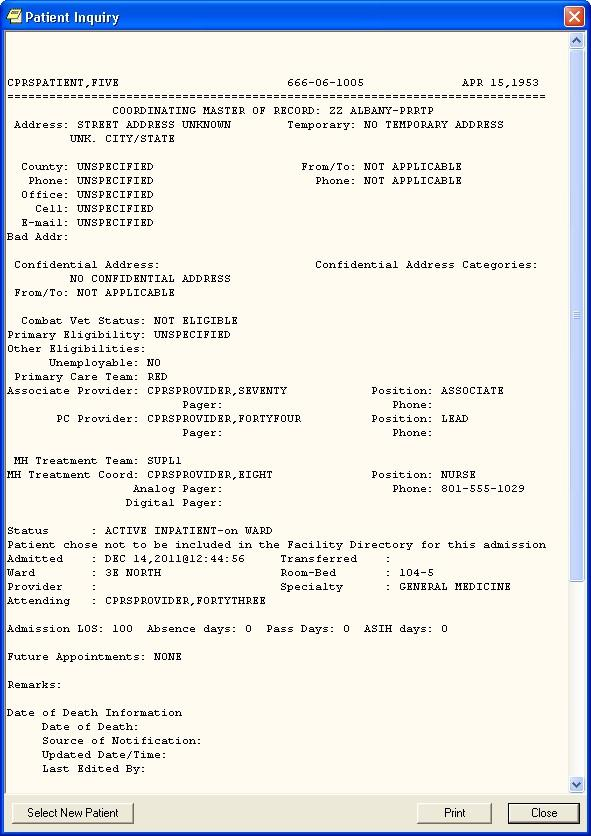 Patient Inquiry
CPRSPATIENT,FIVE                        666-06-1005              APR 15,1953
=============================================================================
               COORDINATING MASTER OF RECORD: ZZ ALBANY-PRRTP
 Address: STREET ADDRESS UNKNOWN        Temporary: NO TEMPORARY ADDRESS
         UNK. CITY/STATE
  County: UNSPECIFIED                     From/To: NOT APPLICABLE
   Phone: UNSPECIFIED                       Phone: NOT APPLICABLE
  Office: UNSPECIFIED
    Cell: UNSPECIFIED
  E-mail: UNSPECIFIED
Bad Addr:
 Confidential Address:                      Confidential Address Categories:
         NO CONFIDENTIAL ADDRESS
 From/To: NOT APPLICABLE
  Combat Vet Status: NOT ELIGIBLE
Primary Eligibility: UNSPECIFIED
Other Eligibilities:
      Unemployable: NO
 Primary Care Team: RED
Associate Provider: CPRSPROVIDER,SEVENTY            Position: ASSOCIATE
                         Pager:                        Phone:
       PC Provider: CPRSPROVIDER,FORTYFOUR          Position: LEAD
                         Pager:                        Phone:
 MH Treatment Team: SUPL1
MH Treatment Coord: CPRSPROVIDER,EIGHT              Position: NURSE
                  Analog Pager:                        Phone: 801-555-1029
                 Digital Pager:
Status      : ACTIVE INPATIENT-on WARD
Patient chose not to be included in the Facility Directory for this admission
Admitted    : DEC 14,2011@12:44:56     Transferred    :
Ward        : 3E NORTH                 Room-Bed       : 104-5
Provider    :                          Specialty      : GENERAL MEDICINE
Attending   : CPRSPROVIDER,FORTYTHREE
Admission LOS: 100  Absence days: 0  Pass Days: 0  ASIH days: 0
Future Appointments: NONE
Remarks:
Date of Death Information
     Date of Death:
     Source of Notification:
     Updated Date/Time:
     Last Edited By:
Select New Patient    Print    Close